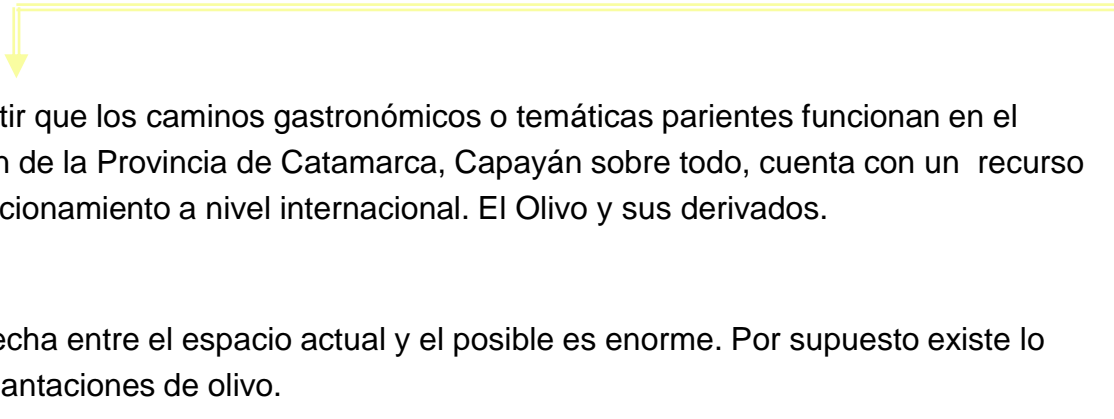 tir que los caminos gastronómicos o temáticas parientes funcionan en el
n de la Provincia de Catamarca, Capayán sobre todo, cuenta con un recurso
cionamiento a nivel internacional. El Olivo y sus derivados.
echa entre el espacio actual y el posible es enorme. Por supuesto existe lo
antaciones de olivo.